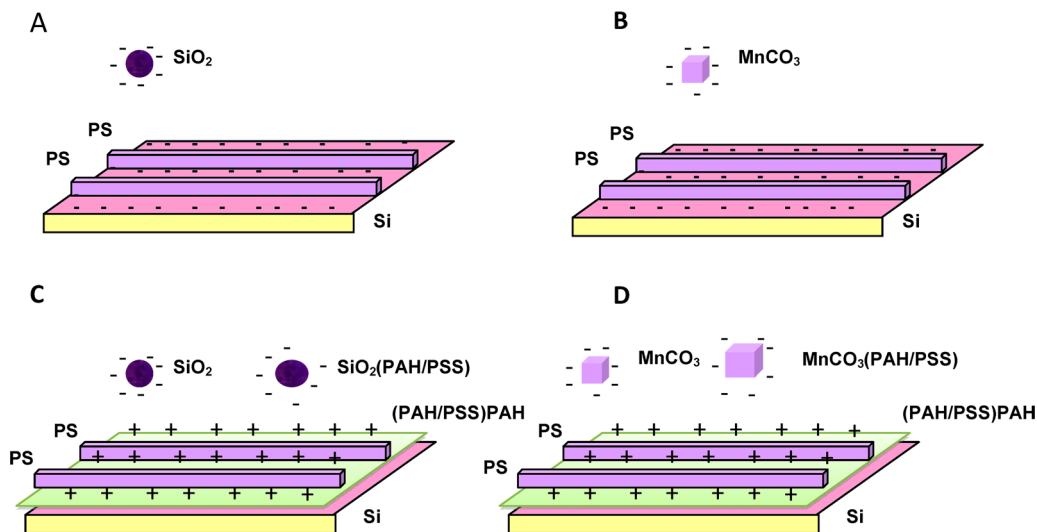 A
SiO₂
PS
PS
Si
B
MnCO₃
PS
PS
Si
C
SiO₂
SiO₂(PAH/PSS)
(PAH/PSS)PAH
PS
PS
Si
D
MnCO₃
MnCO₃(PAH/PSS)
(PAH/PSS)PAH
PS
PS
Si